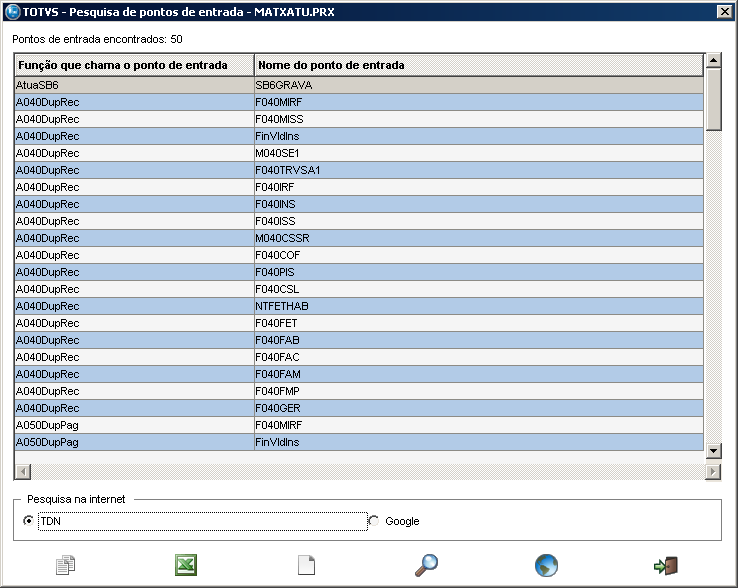 TOTVS - Pesquisa de pontos de entrada - MATXATU.PRX
Pontos de entrada encontrados: 50
Função que chama o ponto de entrada Nome do ponto de entrada
AtuaSB6 SB6GRAVA
A040DupRec F040MIRF
A040DupRec F040MISS
A040DupRec FinVldIns
A040DupRec M040SE1
A040DupRec F040TRVSA1
A040DupRec F040IRF
A040DupRec F040INS
A040DupRec F040ISS
A040DupRec M040CSSR
A040DupRec F040COF
A040DupRec F040PIS
A040DupRec F040CSL
A040DupRec NTFETHAB
A040DupRec F040FET
A040DupRec F040FAB
A040DupRec F040FAC
A040DupRec F040FAM
A040DupRec F040FMP
A040DupRec F040GER
A050DupPag F040MIRF
A050DupPag FinVldIns
Pesquisa na internet
TDN Google